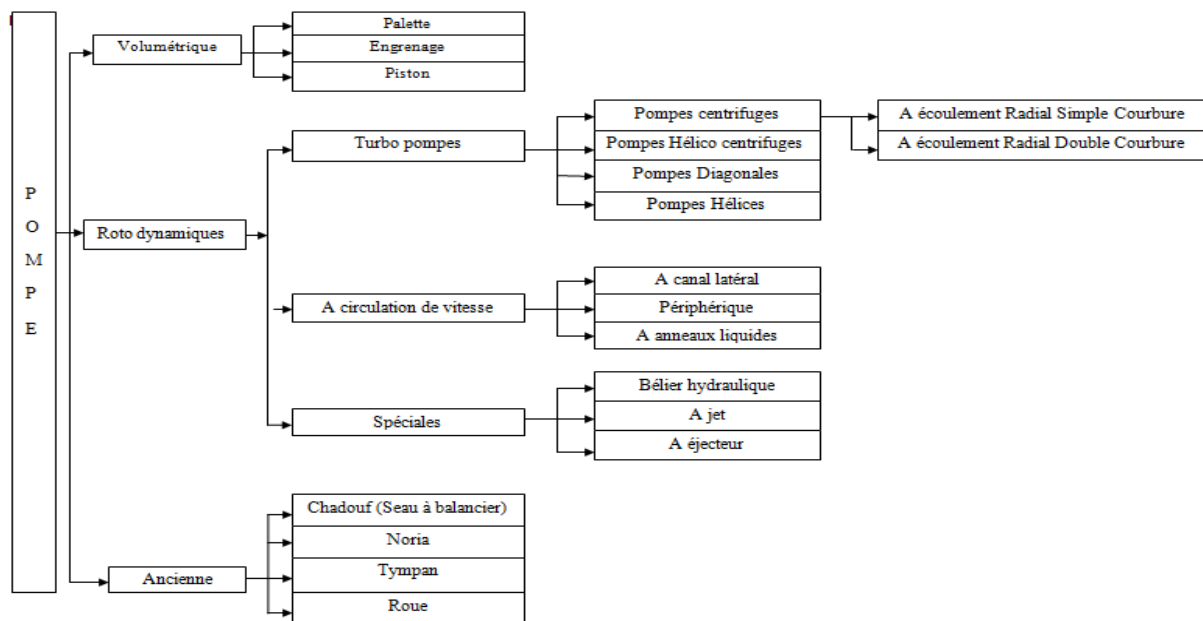 POMPE
Volumétrique
Palette
Engrenage
Piston
Roto dynamiques
Turbo pompes
Pompes centrifuges
A écoulement Radial Simple Courbure
A écoulement Radial Double Courbure
Pompes Hélico centrifuges
Pompes Diagonales
Pompes Hélices
A circulation de vitesse
A canal latéral
Périphérique
A anneaux liquides
Spéciales
Bélier hydraulique
A jet
A éjecteur
Ancienne
Chadouf (Seau à balancier)
Noria
Tympan
Roue